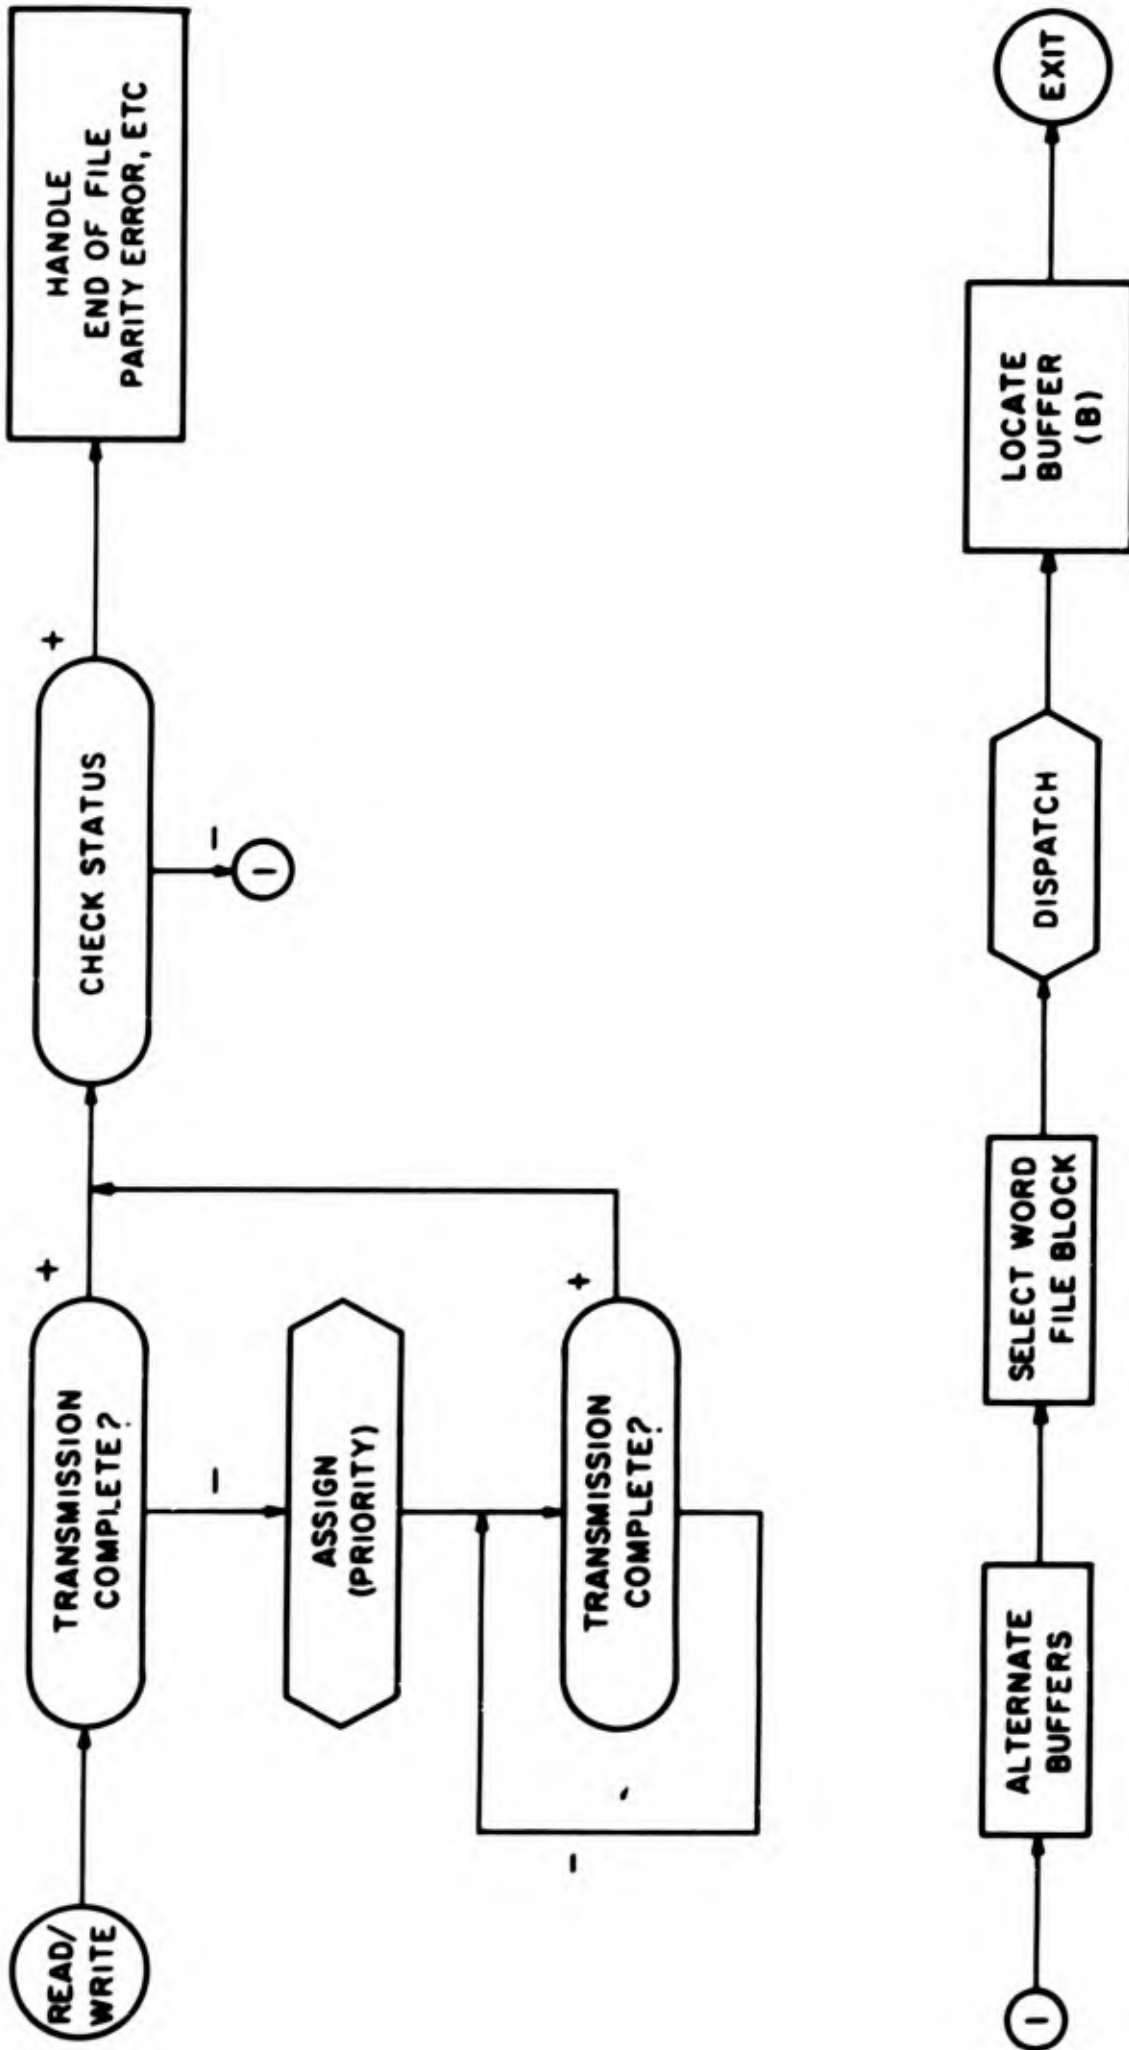 READ/
WRITE
TRANSMISSION
COMPLETE?
+
-
ASSIGN
(PRIORITY)
TRANSMISSION
COMPLETE?
+
-
CHECK STATUS
+
-
1
HANDLE
END OF FILE
PARITY ERROR, ETC
1
ALTERNATE
BUFFERS
SELECT WORD
FILE BLOCK
DISPATCH
LOCATE
BUFFER
(B)
EXIT